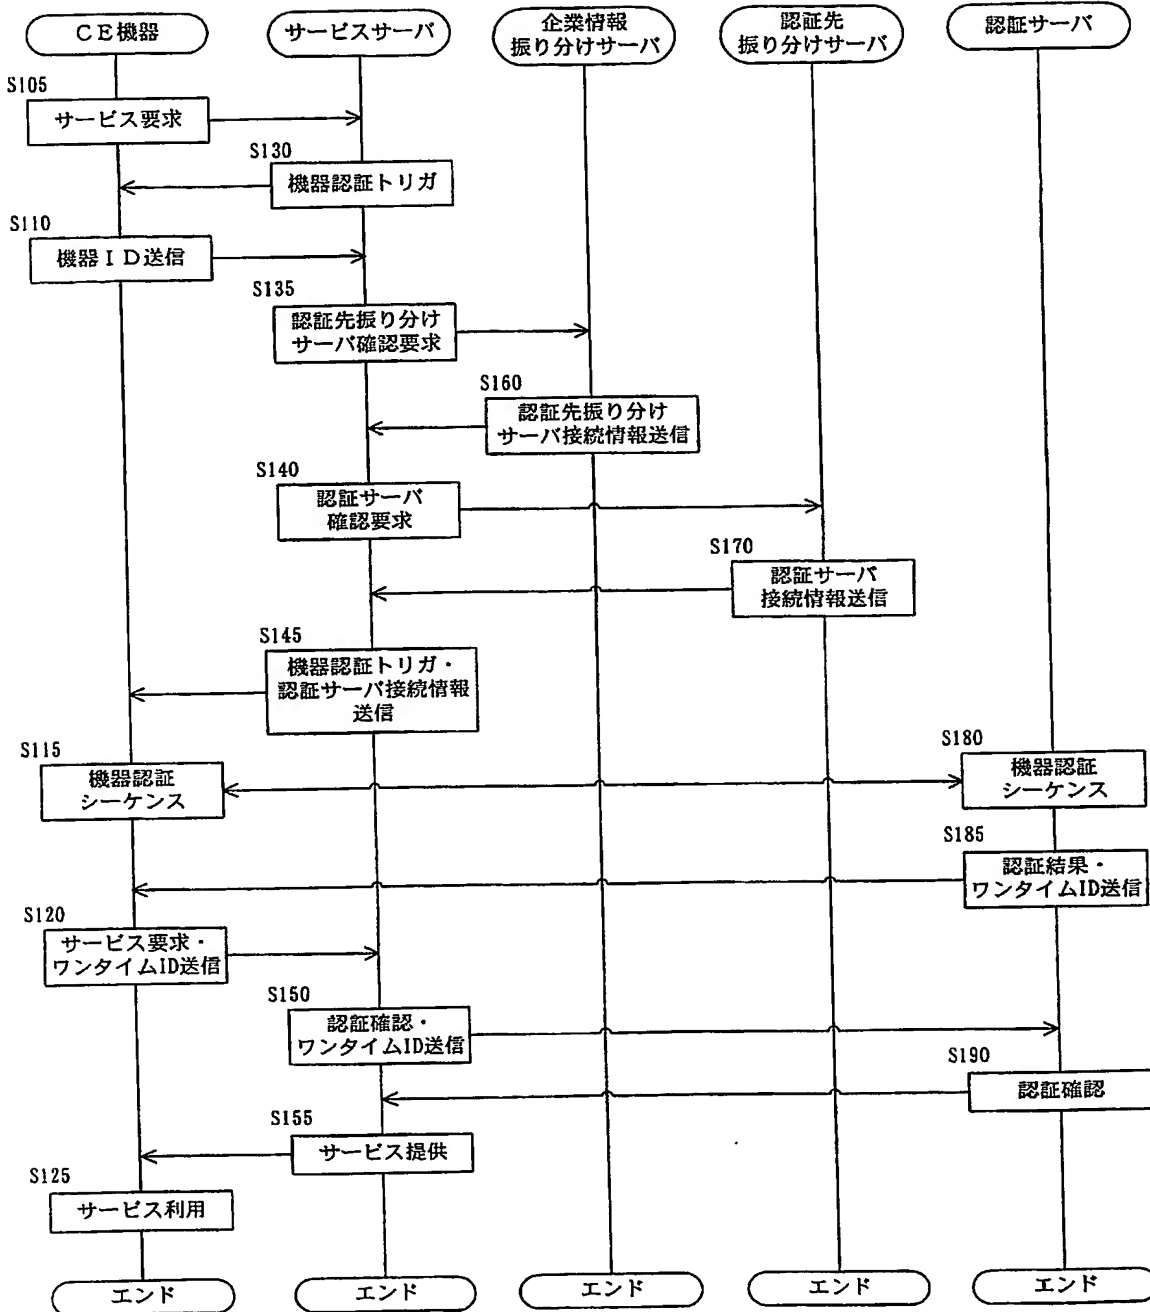 CE機器
サービスサーバ
企業情報
振り分けサーバ
認証先
振り分けサーバ
認証サーバ
S105
サービス要求
S130
機器認証トリガ
S110
機器ID送信
S135
認証先振り分け
サーバ確認要求
S160
認証先振り分け
サーバ接続情報送信
S140
認証サーバ
確認要求
S170
認証サーバ
接続情報送信
S145
機器認証トリガ・
認証サーバ接続情報
送信
S115
機器認証
シーケンス
S180
機器認証
シーケンス
S185
認証結果・
ワンタイムID送信
S120
サービス要求・
ワンタイムID送信
S150
認証確認・
ワンタイムID送信
S190
認証確認
S155
サービス提供
S125
サービス利用
エンド
エンド
エンド
エンド
エンド